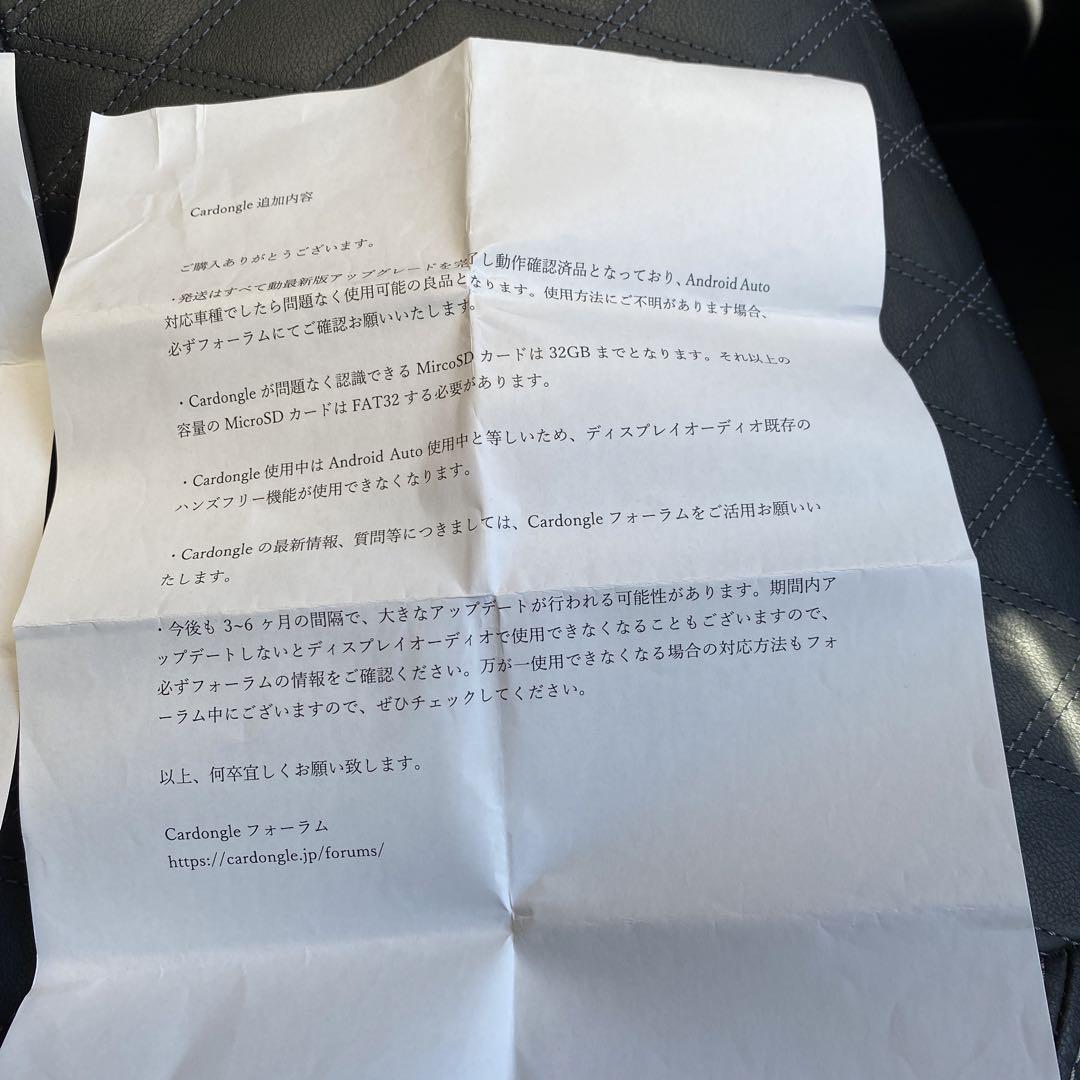 Cardongle 追加内容
ご購入ありがとうございます。
・発送はすべて動最新版アップグレードを完了し動作確認済品となっており、Android Auto
対応車種でしたら問題なく使用可能の良品となります。使用方法にご不明があります場合、
必ずフォーラムにてご確認お願いいたします。
・Cardongle が問題なく認識できる MircoSD カードは 32GB までとなります。それ以上の
容量の MicroSD カードは FAT32 する必要があります。
・Cardongle 使用中は Android Auto 使用中と等しいため、ディスプレイオーディオ既存の
ハンズフリー機能が使用できなくなります。
・Cardongle の最新情報、質問等につきましては、Cardongle フォーラムをご活用お願いい
たします。
・今後も 3~6 ヶ月の間隔で、大きなアップデートが行われる可能性があります。期間内ア
ップデートしないとディスプレイオーディオで使用できなくなることもございますので、
必ずフォーラムの情報をご確認ください。万が一使用できなくなる場合の対応方法もフォ
ーラム中にございますので、ぜひチェックしてください。
以上、何卒宜しくお願い致します。
Cardongle フォーラム
https://cardongle.jp/forums/